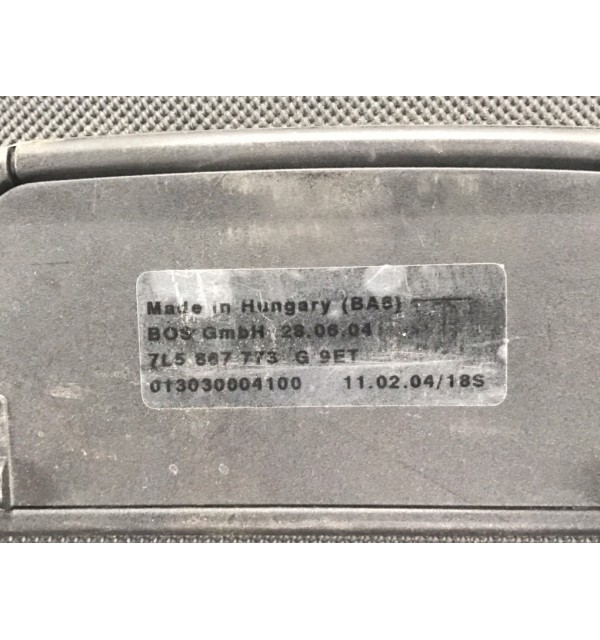 Made in Hungary (BA6)
BOS GmbH 28.06.04
7L5 867 773 G 9ET
013030004100 11.02.04/18S